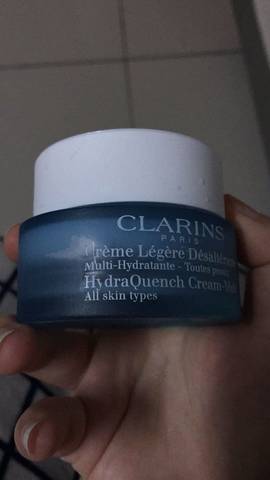 CLARINS
PARIS
Crème Légère
Multi-Hydratante - Toutes
HydraQuench
All skin types